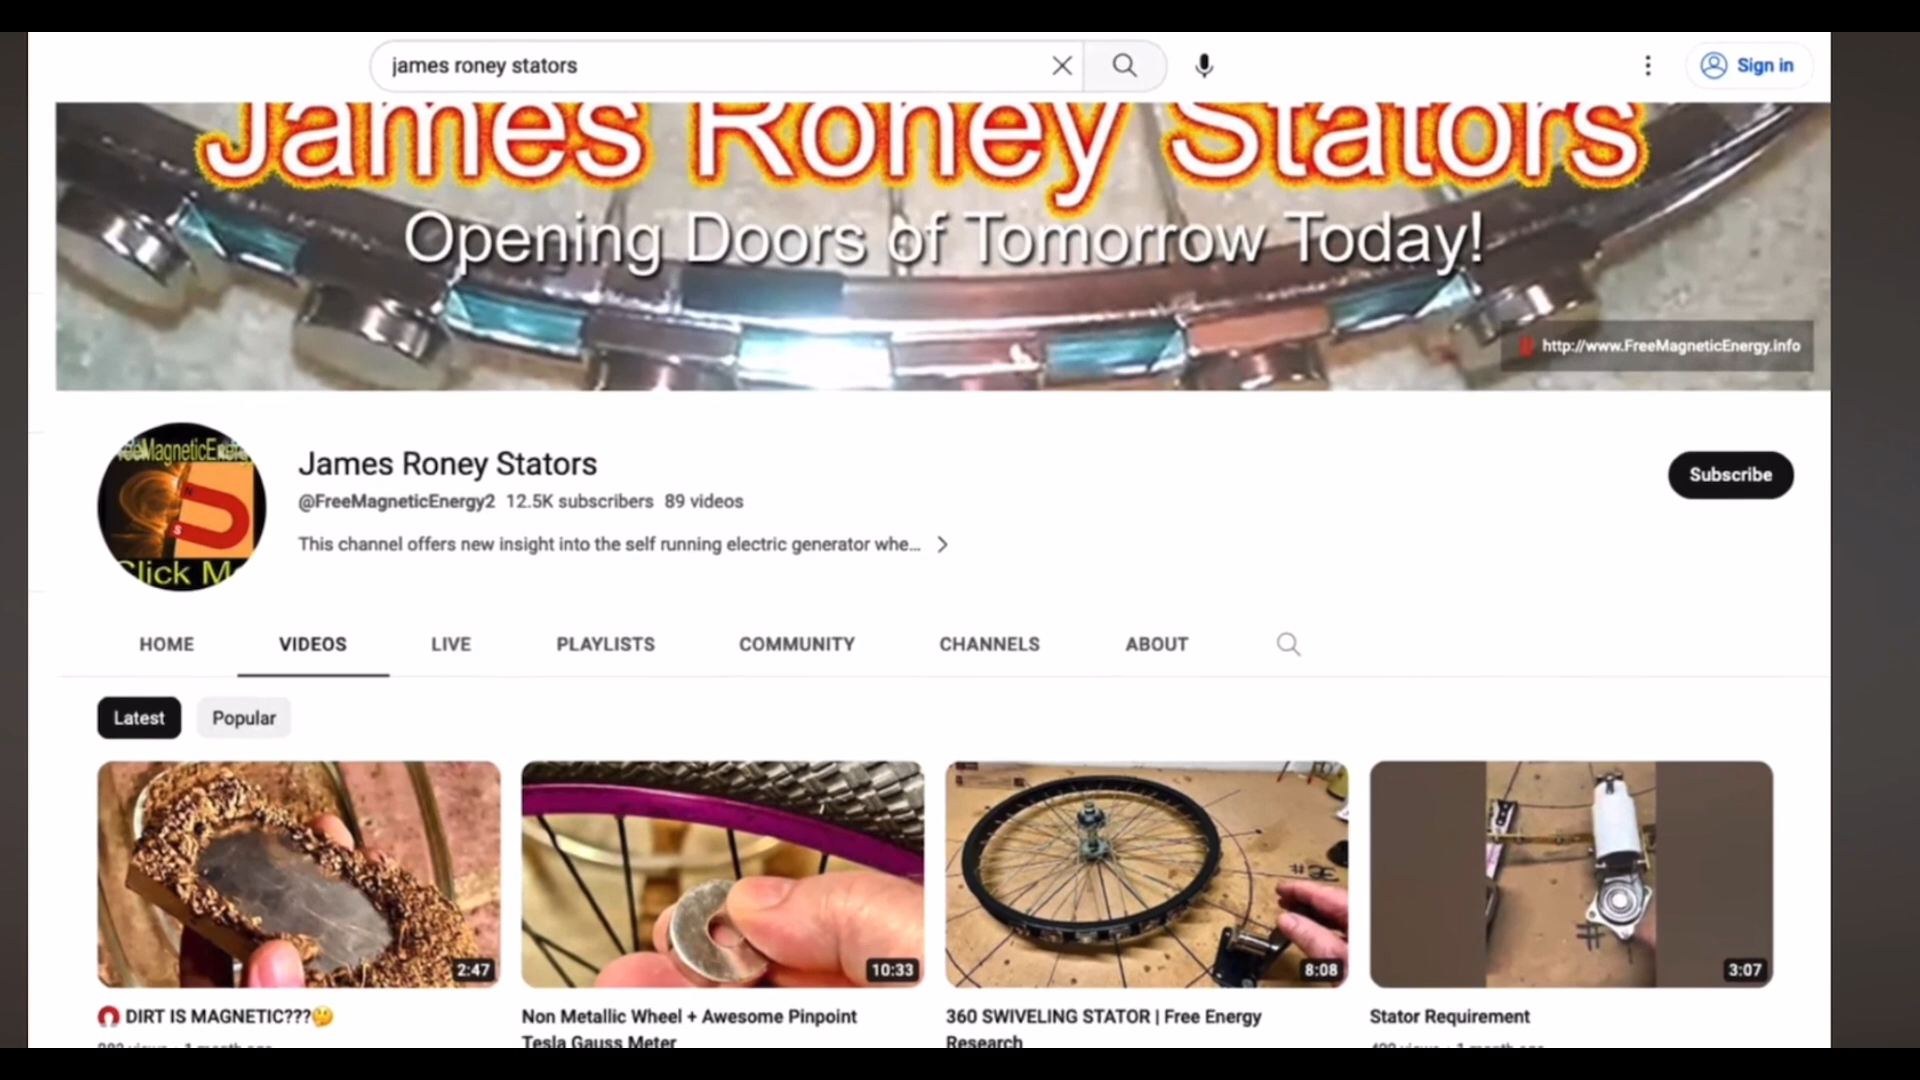 james roney stators
Sign in
James Roney Stators
Opening Doors of Tomorrow Today!
http://www.FreeMagneticEnergy.info
James Roney Stators
@FreeMagneticEnergy2 12.5K subscribers 89 videos
This channel offers new insight into the self running electric generator whe...
Subscribe
HOME VIDEOS LIVE PLAYLISTS COMMUNITY CHANNELS ABOUT
Latest Popular
2:47 10:33 8:08 3:07
DIRT IS MAGNETIC???🤔
Non Metallic Wheel + Awesome Pinpoint
Tesla Gauss Meter
360 SWIVELING STATOR | Free Energy
Research
Stator Requirement